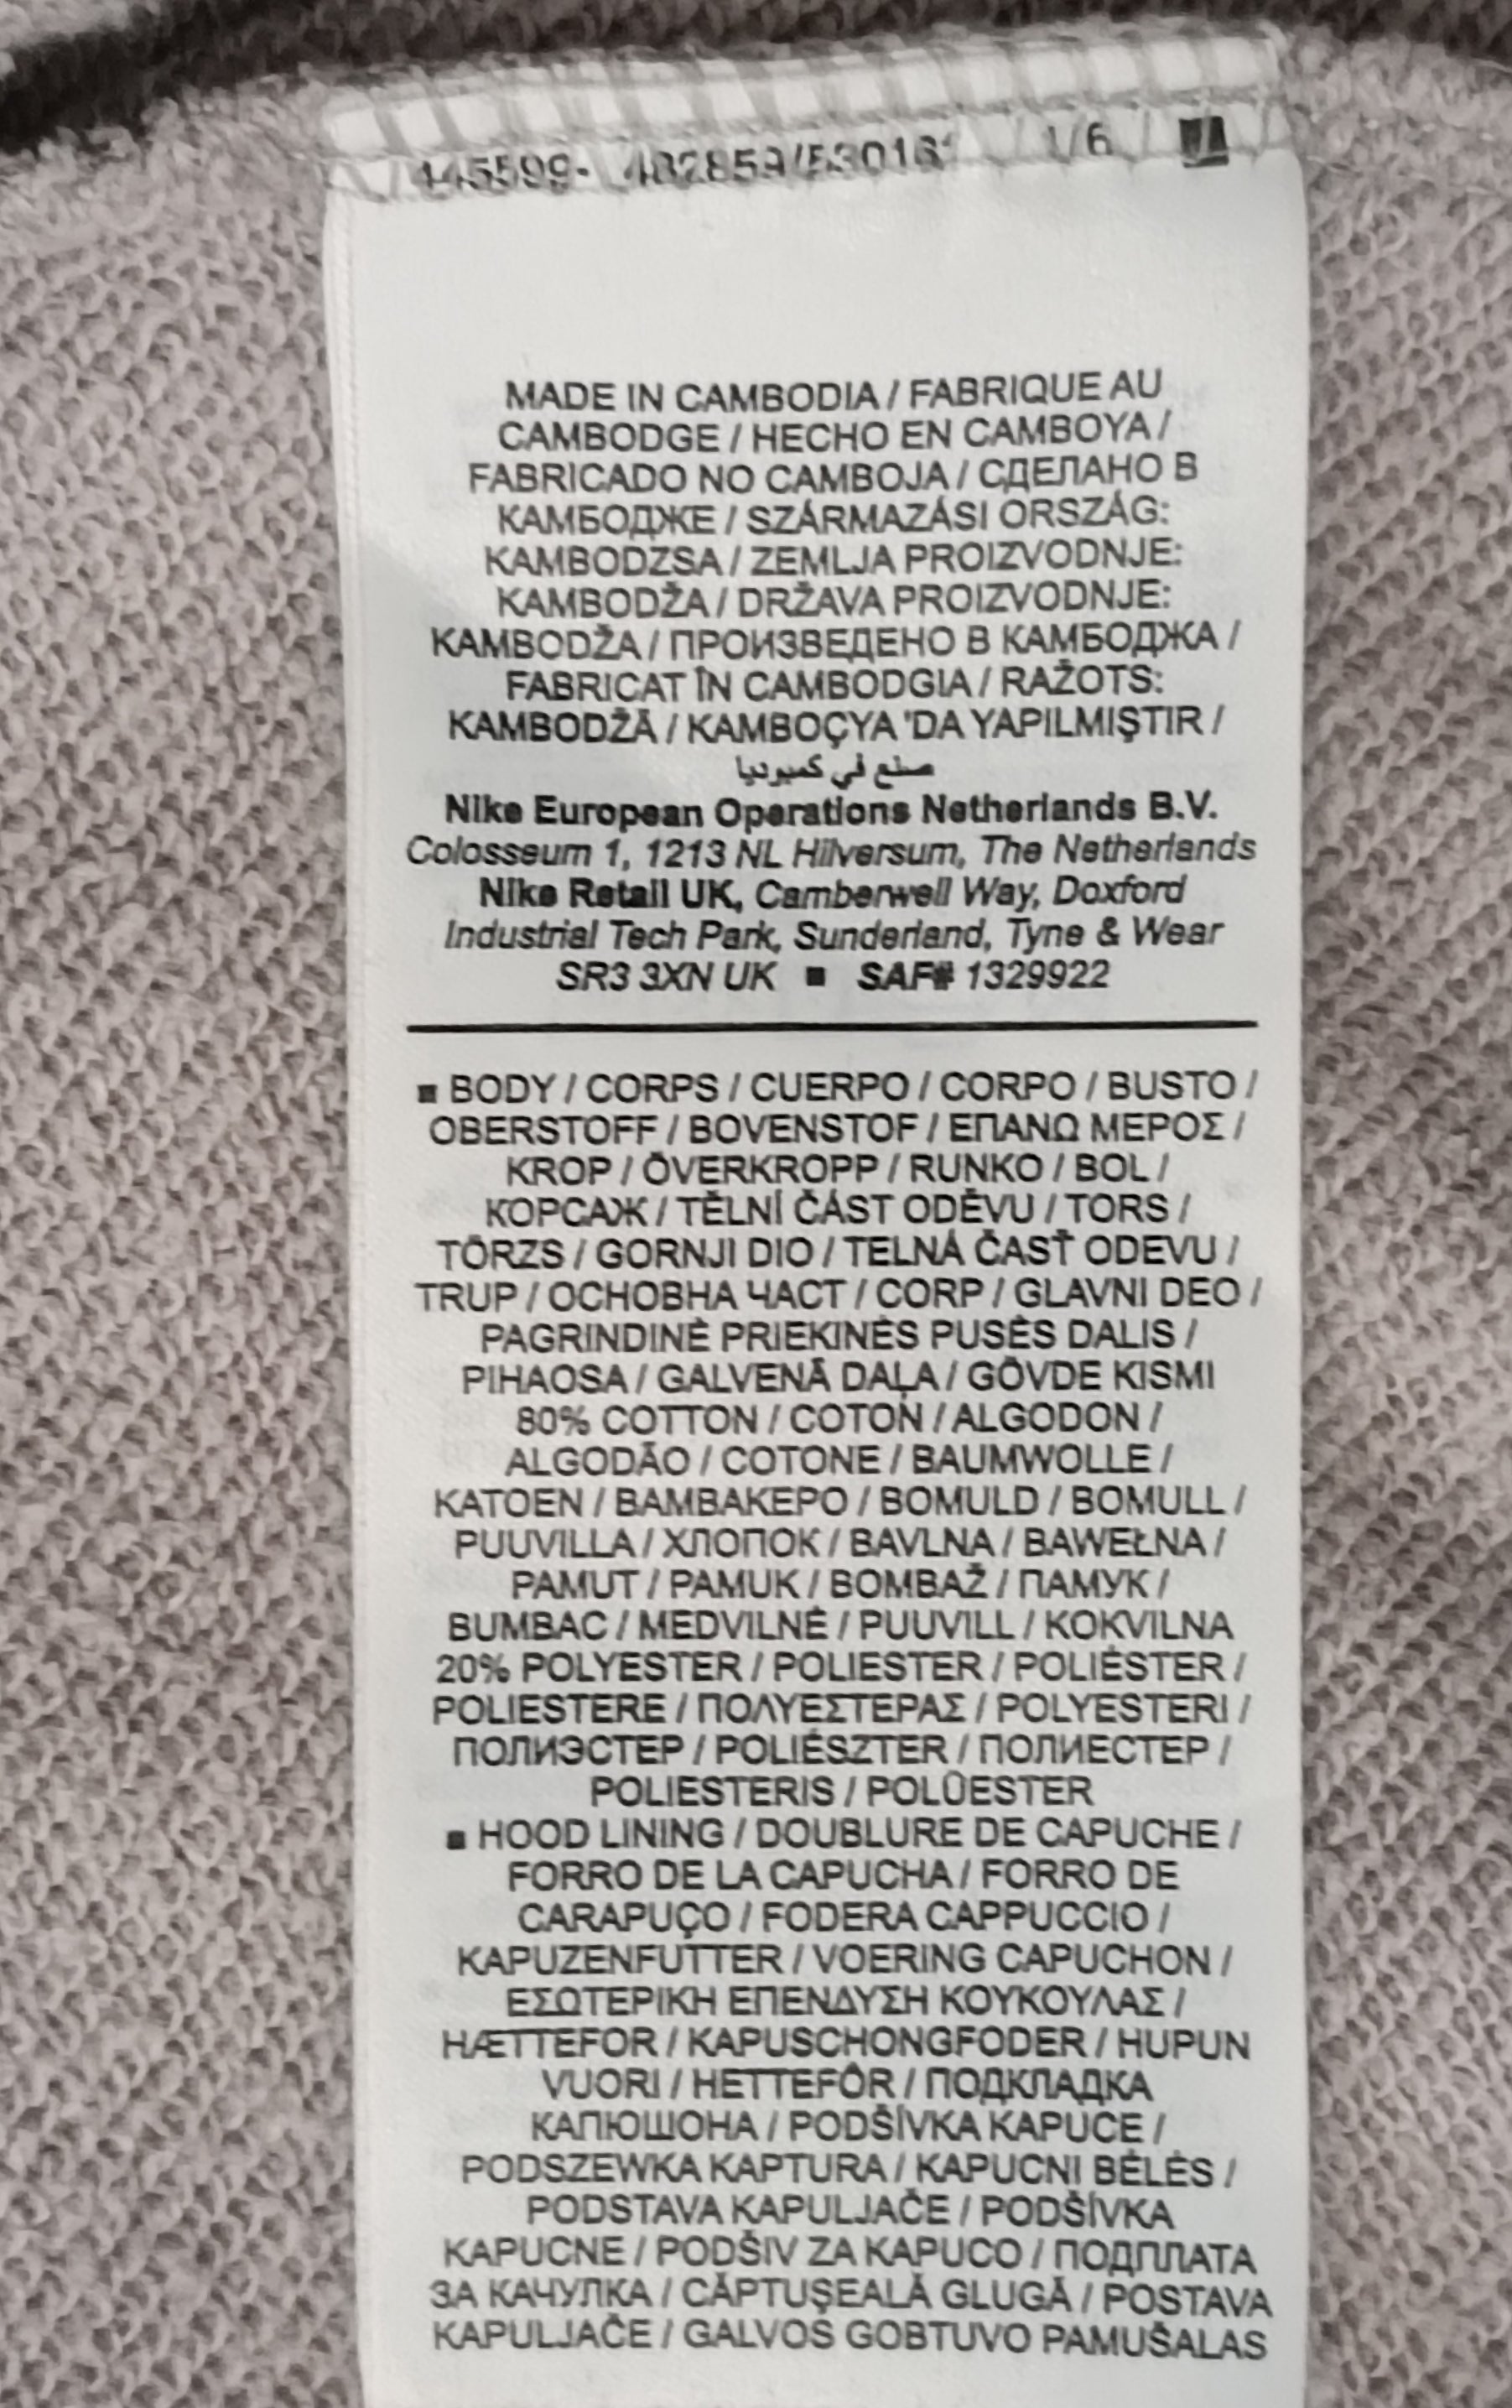 1/6
MADE IN CAMBODIA / FABRIQUE AU
CAMBODGE / HECHO EN CAMBOYA /
FABRICADO NO CAMBOJA / СДЕЛАНО В
КАМБОДЖЕ / SZÁRMAZÁSI ORSZÁG:
KAMBODZSA / ZEMLJA PROIZVODNJE:
KAMBODŽA / DRŽAVA PROIZVODNJE:
KAMBODŽA / ПРОИЗВЕДЕНО В КАМБОДЖА /
FABRICAT ÎN CAMBODGIA / RAŽOTS:
KAMBODŽĀ / KAMBOÇYA 'DA YAPILMIŞTIR /
صنع في كمبوديا
Nike European Operations Netherlands B.V.
Colosseum 1, 1213 NL Hilversum, The Netherlands
Nike Retail UK, Camberwell Way, Doxford
Industrial Tech Park, Sunderland, Tyne & Wear
SR3 3XN UK ■ SAF# 1329922
■ BODY / CORPS / CUERPO / CORPO / BUSTO /
OBERSTOFF / BOVENSTOF / ΕΠΑΝΩ ΜΕΡΟΣ /
KROP / ÖVERKROPP / RUNKO / BOL /
КОРСАЖ / TĚLNÍ ČÁST ODĚVU / TORS /
TÖRZS / GORNJI DIO / TELNÁ ČASŤ ODEVU /
TRUP / ОСНОВНА ЧАСТ / CORP / GLAVNI DEO /
PAGRINDINĖ PRIEKINĖS PUSĖS DALIS /
PIHAOSA / GALVENĀ DAĻA / GÖVDE KISMI
80% COTTON / COTON / ALGODON /
ALGODÃO / COTONE / BAUMWOLLE /
KATOEN / ΒΑΜΒΑΚΕΡΟ / BOMULD / BOMULL /
PUUVILLA / ХЛОПОК / BAVLNA / BAWEŁNA /
PAMUT / PAMUK / BOMBAŽ / ПАМУК /
BUMBAC / MEDVILNĖ / PUUVILL / KOKVILNA
20% POLYESTER / POLIESTER / POLIÉSTER /
POLIESTERE / ΠΟΛΥΕΣΤΕΡΑΣ / POLYESTERI /
ПОЛИЭСТЕР / POLIÉSZTER / ПОЛИЕСТЕР /
POLIESTERIS / POLÜESTER
■ HOOD LINING / DOUBLURE DE CAPUCHE /
FORRO DE LA CAPUCHA / FORRO DE
CARAPUÇO / FODERA CAPPUCCIO /
KAPUZENFUTTER / VOERING CAPUCHON /
ΕΣΩΤΕΡΙΚΗ ΕΠΕΝΔΥΣΗ ΚΟΥΚΟΥΛΑΣ /
HÆTTEFOR / KAPUSCHONGFODER / HUPUN
VUORI / HETTEFÔR / ПОДКЛАДКА
КАПЮШОНА / PODŠÍVKA KAPUCE /
PODSZEWKA KAPTURA / KAPUCNI BÉLÉS /
PODSTAVA KAPULJAČE / PODŠÍVKA
KAPUCNE / PODŠIV ZA KAPUCO / ПОДПЛАТА
ЗА КАЧУЛКА / CĂPTUŞEALĂ GLUGĂ / POSTAVA
KAPULJAČE / GALVOS GOBTUVO PAMUŠALAS